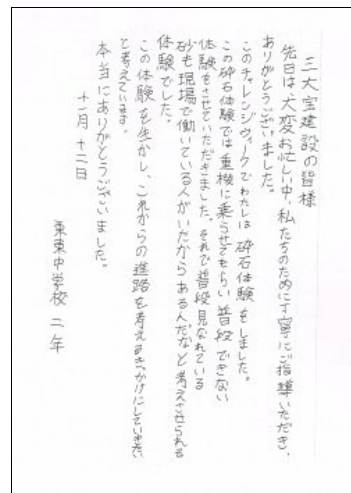 三大宝建設の皆様
先日は、大変お忙しい中、私たちのために丁寧にご指導いただき、
ありがとうございました。
このチャレンジウィークでわたしは砕石体験をしました。
この砕石体験では重機に乗らせてもらい普段できない
体験をさせていただきました。それで普段見なれている
砂も現場で働いている人がいだからあるんだなと考えさせられる
体験でした。
この体験を生かし、これからの進路を考えるきっかけにしていきたい
と考えています。
本当にありがとうございました。
十一月十二日
栗東中学校 二年